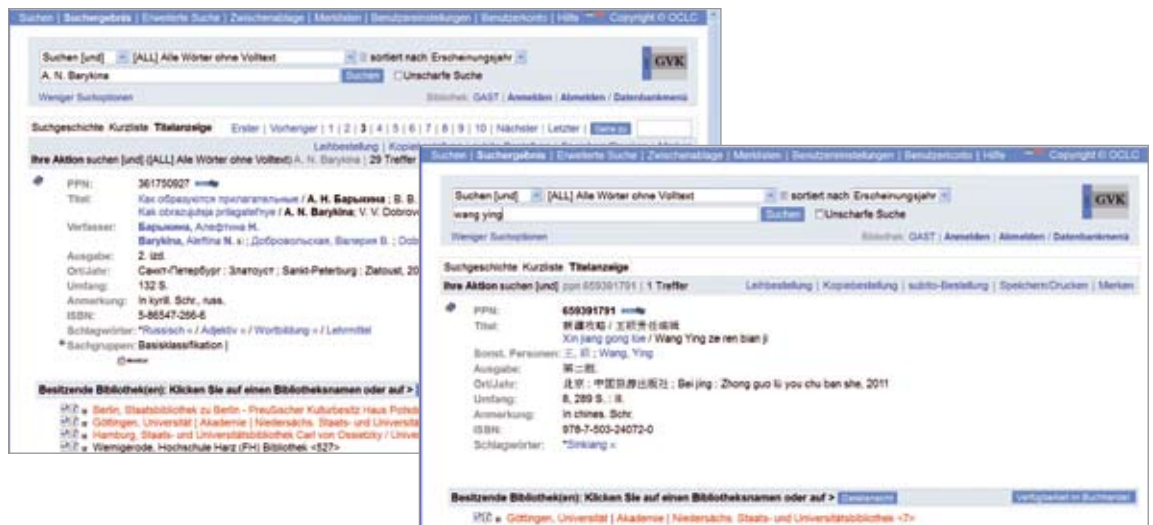 Suchen | Suchergebnis | Erweiterte Suche | Zwischenablage | Merklisten | Benutzereinstellungen | Benutzerkonto | Hilfe Copyright © OCLC
Suchen [und] [ALL] Alle Wörter ohne Volltext sortiert nach Erscheinungsjahr
GVK
A. N. Barykina Suchen Unscharfe Suche
Weniger Suchoptionen Bibliothek: GAST | Anmelden | Abmelden / Datenbankmenü
Suchgeschichte Kurzliste Titelanzeige Erster | Vorheriger | 1 | 2 | 3 | 4 | 5 | 6 | 7 | 8 | 9 | 10 | Nächster | Letzter |
Leihbestellung |
Ihre Aktion suchen [und] ([ALL] Alle Wörter ohne Volltext) A. N. Barykina | 29 Treffer
PPN: 361750927
Titel: Как образуются прилагательные / А. Н. Барыкина ; В. В.
Kak obrazujutsja prilagatel'nye / A. N. Barykina; V. V. Dobrov
Verfasser: Барыкина, Алефтина Н.
Barykina, Aleftina N. ; Добровольская, Валерия В. ; Dob
Ausgabe: 2. izd.
Ort/Jahr: Санкт-Петербург : Златоуст ; Sankt-Peterburg : Zlatoust, 20
Umfang: 132 S.
Anmerkung: In kyrill. Schr., russ.
ISBN: 5-86547-266-6
Schlagwörter: *Russisch / Adjektiv / Wortbildung / Lehrmittel
Sachgruppen: Basisklassifikation |
Besitzende Bibliothek(en): Klicken Sie auf einen Bibliotheksnamen oder auf >
Berlin, Staatsbibliothek zu Berlin - Preußischer Kulturbesitz Haus Potsd
Göttingen, Universität | Akademie | Niedersächs. Staats- und Universita
Hamburg, Staats- und Universitätsbibliothek Carl von Ossietzky / Univer
Wernigerode, Hochschule Harz (FH) Bibliothek <527>
Suchen | Suchergebnis | Erweiterte Suche | Zwischenablage | Merklisten | Benutzereinstellungen | Benutzerkonto | Hilfe Copyright © OCLC
Suchen [und] [ALL] Alle Wörter ohne Volltext sortiert nach Erscheinungsjahr
GVK
wang ying Suchen Unscharfe Suche
Weniger Suchoptionen Bibliothek: GAST | Anmelden | Abmelden / Datenbankmenü
Suchgeschichte Kurzliste Titelanzeige
Ihre Aktion suchen [und] ppn 659391791 | 1 Treffer Leihbestellung | Kopiebestellung | subito-Bestellung | Speichern/Drucken | Merken
PPN: 659391791
Titel: 新疆攻略 / 王颖责任编辑
Xin jiang gong lüe / Wang Ying ze ren bian ji
Sonst. Personen: 王, 颖 ; Wang, Ying
Ausgabe: 第二版.
Ort/Jahr: 北京 : 中国旅游出版社 ; Bei jing : Zhong guo lü you chu ban she, 2011
Umfang: 8, 289 S. : Ill.
Anmerkung: In chines. Schr.
ISBN: 978-7-503-24072-0
Schlagwörter: *Sinkiang
Besitzende Bibliothek(en): Klicken Sie auf einen Bibliotheksnamen oder auf > Verfügbarkeit im Buchhandel
Göttingen, Universität | Akademie | Niedersächs. Staats- und Universitätsbibliothek <7>